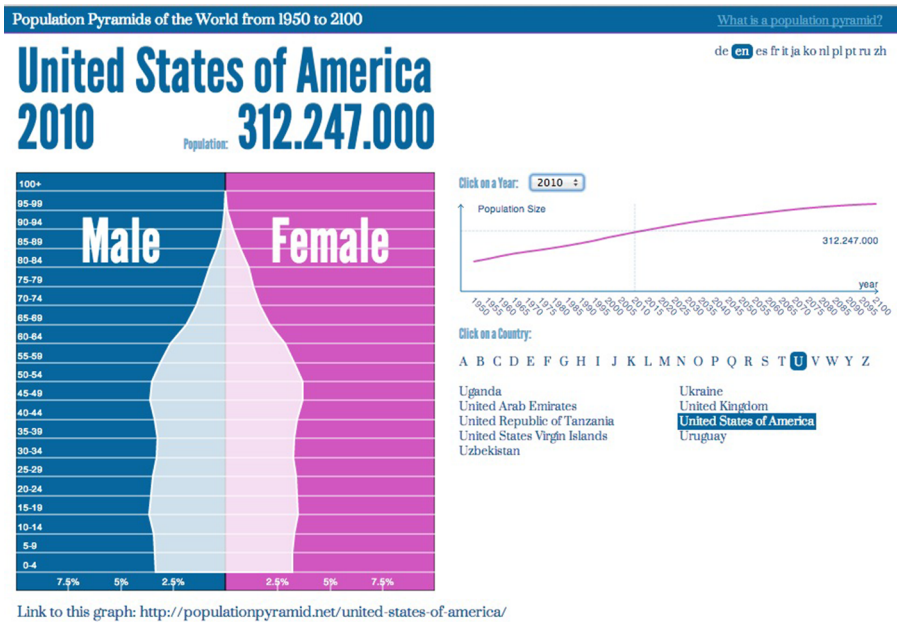 Population Pyramids of the World from 1950 to 2100
What is a population pyramid?
de en es fr it ja ko nl pl pt ru zh
United States of America
2010 Population: 312.247.000
100+
95-99
90-94
85-89
80-84
75-79
70-74
65-69
60-64
55-59
50-54
45-49
40-44
35-39
30-34
25-29
20-24
15-19
10-14
5-9
0-4
Male
Female
7.5% 5% 2.5% 2.5% 5% 7.5%
Click on a Year: 2010
Population Size
312.247.000
year
1950 1955 1960 1965 1970 1975 1980 1985 1990 1995 2000 2005 2010 2015 2020 2025 2030 2035 2040 2045 2050 2055 2060 2065 2070 2075 2080 2085 2090 2095 2100
Click on a Country:
A B C D E F G H I J K L M N O P Q R S T U V W Y Z
Uganda
United Arab Emirates
United Republic of Tanzania
United States Virgin Islands
Uzbekistan
Ukraine
United Kingdom
United States of America
Uruguay
Link to this graph: http://populationpyramid.net/united-states-of-america/